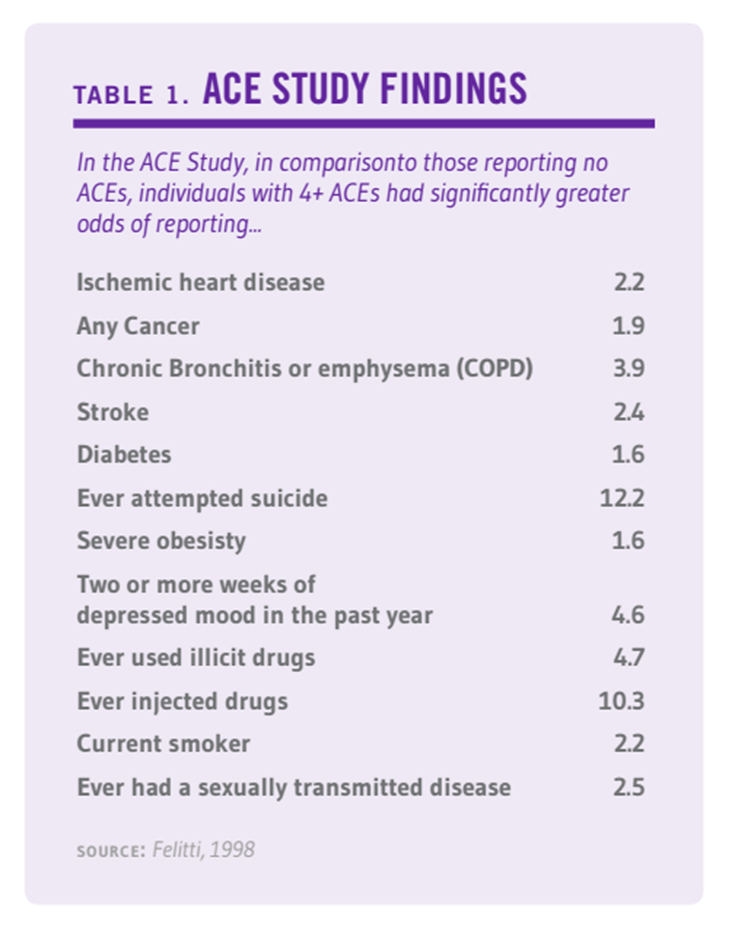 TABLE 1. ACE STUDY FINDINGS
In the ACE Study, in comparisonto those reporting no
ACEs, individuals with 4+ ACEs had significantly greater
odds of reporting...
Ischemic heart disease 2.2
Any Cancer 1.9
Chronic Bronchitis or emphysema (COPD) 3.9
Stroke 2.4
Diabetes 1.6
Ever attempted suicide 12.2
Severe obesisty 1.6
Two or more weeks of
depressed mood in the past year 4.6
Ever used illicit drugs 4.7
Ever injected drugs 10.3
Current smoker 2.2
Ever had a sexually transmitted disease 2.5
SOURCE: Felitti, 1998